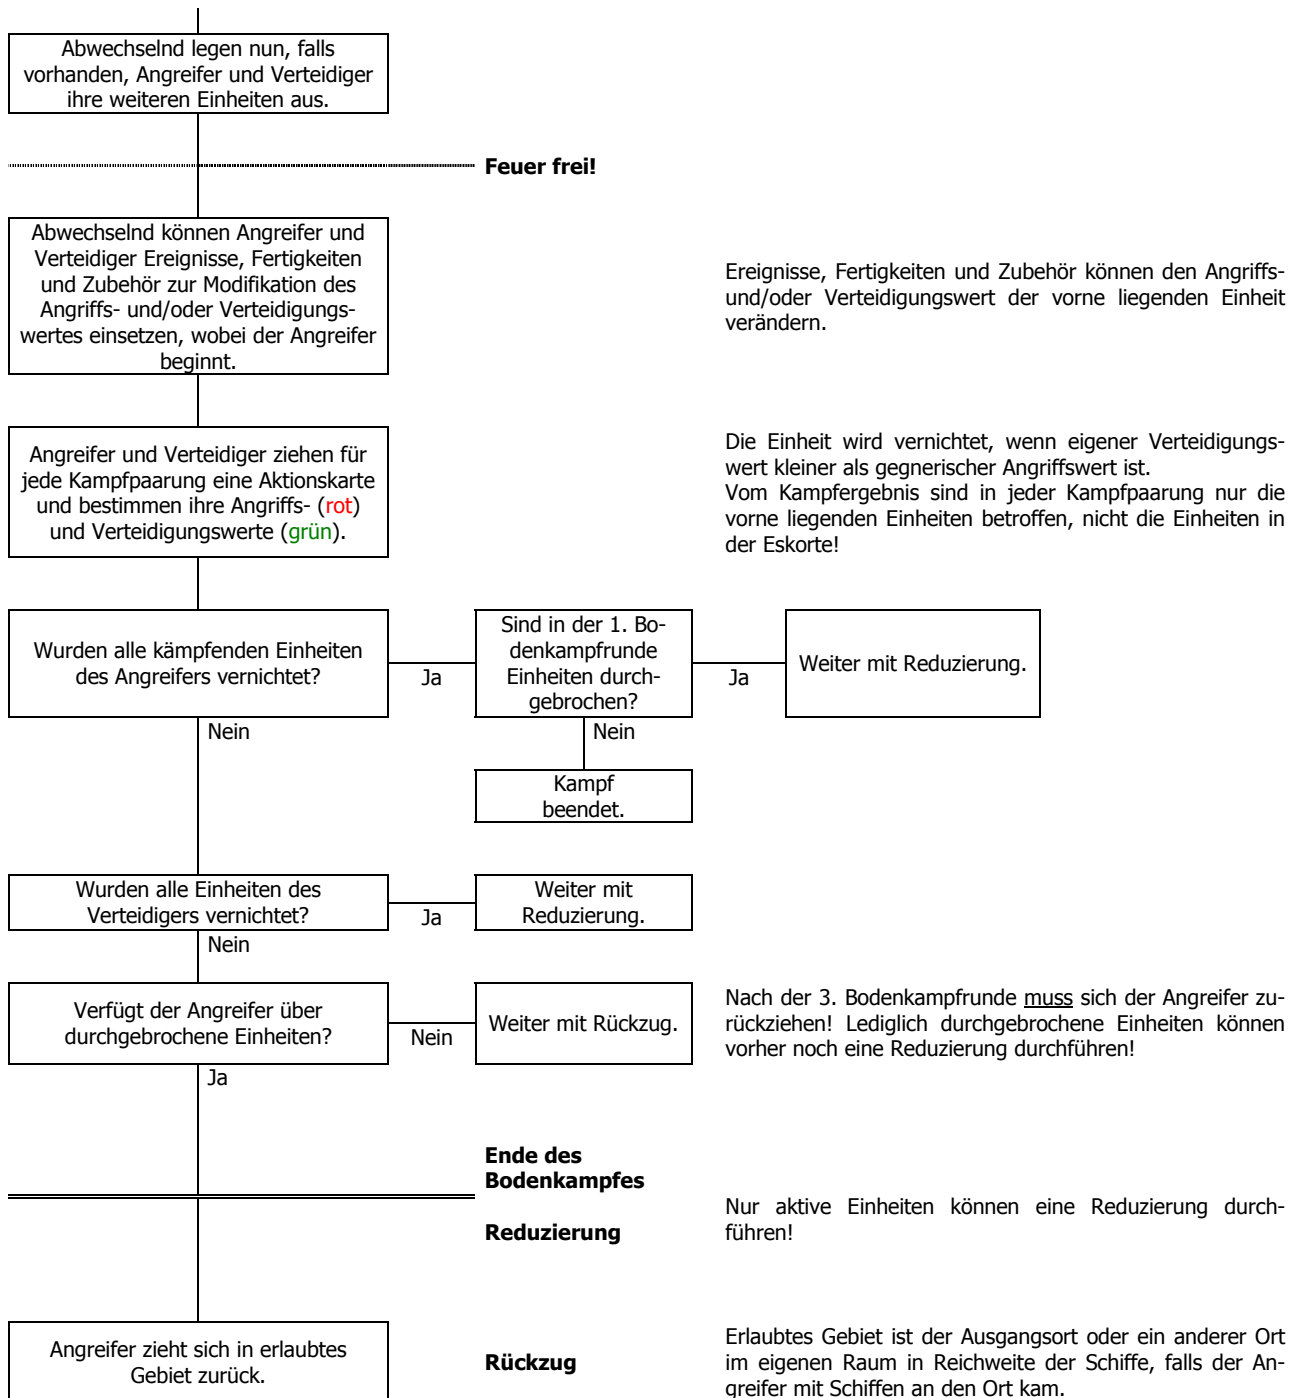 Abwechselnd legen nun, falls
vorhanden, Angreifer und Verteidiger
ihre weiteren Einheiten aus.
Feuer frei!
Abwechselnd können Angreifer und
Verteidiger Ereignisse, Fertigkeiten
und Zubehör zur Modifikation des
Angriffs- und/oder Verteidigungs-
wertes einsetzen, wobei der Angreifer
beginnt.
Ereignisse, Fertigkeiten und Zubehör können den Angriffs-
und/oder Verteidigungswert der vorne liegenden Einheit
verändern.
Angreifer und Verteidiger ziehen für
jede Kampfpaarung eine Aktionskarte
und bestimmen ihre Angriffs- (rot)
und Verteidigungswerte (grün).
Die Einheit wird vernichtet, wenn eigener Verteidigungs-
wert kleiner als gegnerischer Angriffswert ist.
Vom Kampfergebnis sind in jeder Kampfpaarung nur die
vorne liegenden Einheiten betroffen, nicht die Einheiten in
der Eskorte!
Wurden alle kämpfenden Einheiten
des Angreifers vernichtet?
Ja
Sind in der 1. Bo-
denkampfrunde
Einheiten durch-
gebrochen?
Ja
Weiter mit Reduzierung.
Nein
Nein
Kampf
beendet.
Wurden alle Einheiten des
Verteidigers vernichtet?
Ja
Weiter mit
Reduzierung.
Nein
Verfügt der Angreifer über
durchgebrochene Einheiten?
Nein
Weiter mit Rückzug.
Nach der 3. Bodenkampfrunde muss sich der Angreifer zu-
rückziehen! Lediglich durchgebrochene Einheiten können
vorher noch eine Reduzierung durchführen!
Ja
Ende des
Bodenkampfes
Reduzierung
Nur aktive Einheiten können eine Reduzierung durch-
führen!
Angreifer zieht sich in erlaubtes
Gebiet zurück.
Rückzug
Erlaubtes Gebiet ist der Ausgangsort oder ein anderer Ort
im eigenen Raum in Reichweite der Schiffe, falls der An-
greifer mit Schiffen an den Ort kam.